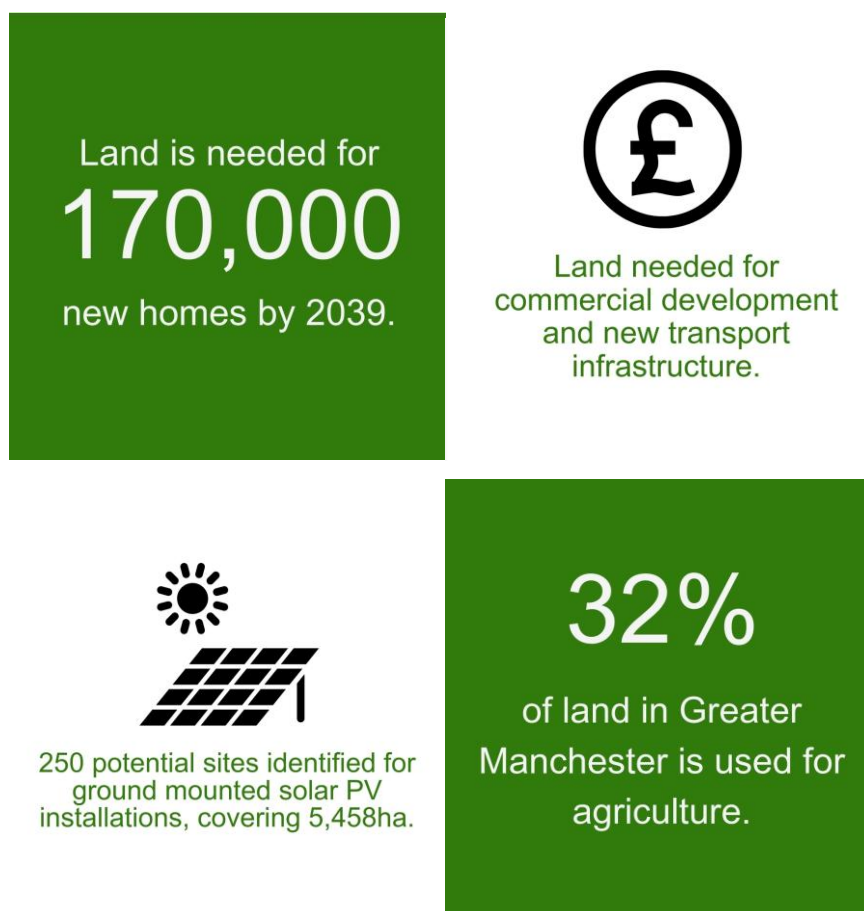 Land is needed for
170,000
new homes by 2039.
£
Land needed for
commercial development
and new transport
infrastructure.
250 potential sites identified for
ground mounted solar PV
installations, covering 5,458ha.
32%
of land in Greater
Manchester is used for
agriculture.